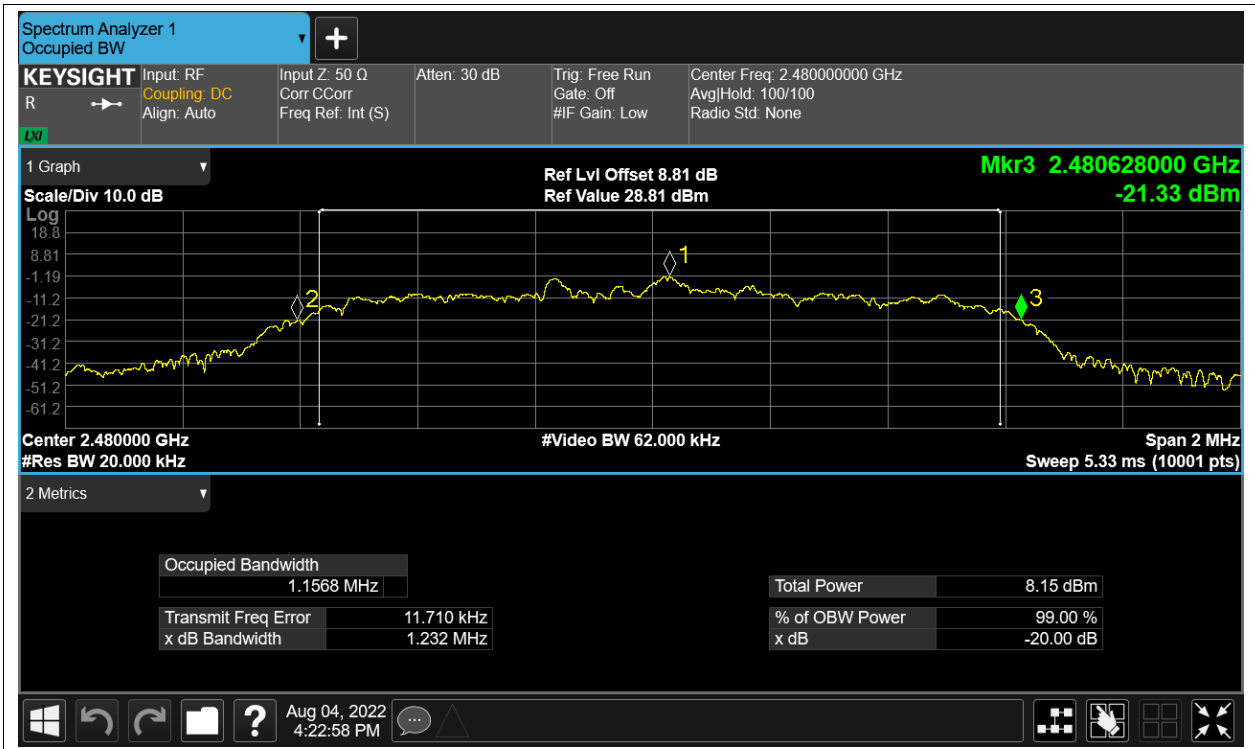 Spectrum Analyzer 1
Occupied BW
KEYSIGHT
R
LXI
Input: RF
Coupling: DC
Align: Auto
Input Z: 50 Ω
Corr CCorr
Freq Ref: Int (S)
Atten: 30 dB
Trig: Free Run
Gate: Off
#IF Gain: Low
Center Freq: 2.480000000 GHz
Avg|Hold: 100/100
Radio Std: None
1 Graph
Scale/Div 10.0 dB
Ref Lvl Offset 8.81 dB
Ref Value 28.81 dBm
Mkr3 2.480628000 GHz
-21.33 dBm
Log
18.8
8.81
-1.19
-11.2
-21.2
-31.2
-41.2
-51.2
-61.2
1
2
3
Center 2.480000 GHz
#Res BW 20.000 kHz
#Video BW 62.000 kHz
Span 2 MHz
Sweep 5.33 ms (10001 pts)
2 Metrics
Occupied Bandwidth
1.1568 MHz
Transmit Freq Error 11.710 kHz
x dB Bandwidth 1.232 MHz
Total Power 8.15 dBm
% of OBW Power 99.00 %
x dB -20.00 dB
?
Aug 04, 2022
4:22:58 PM